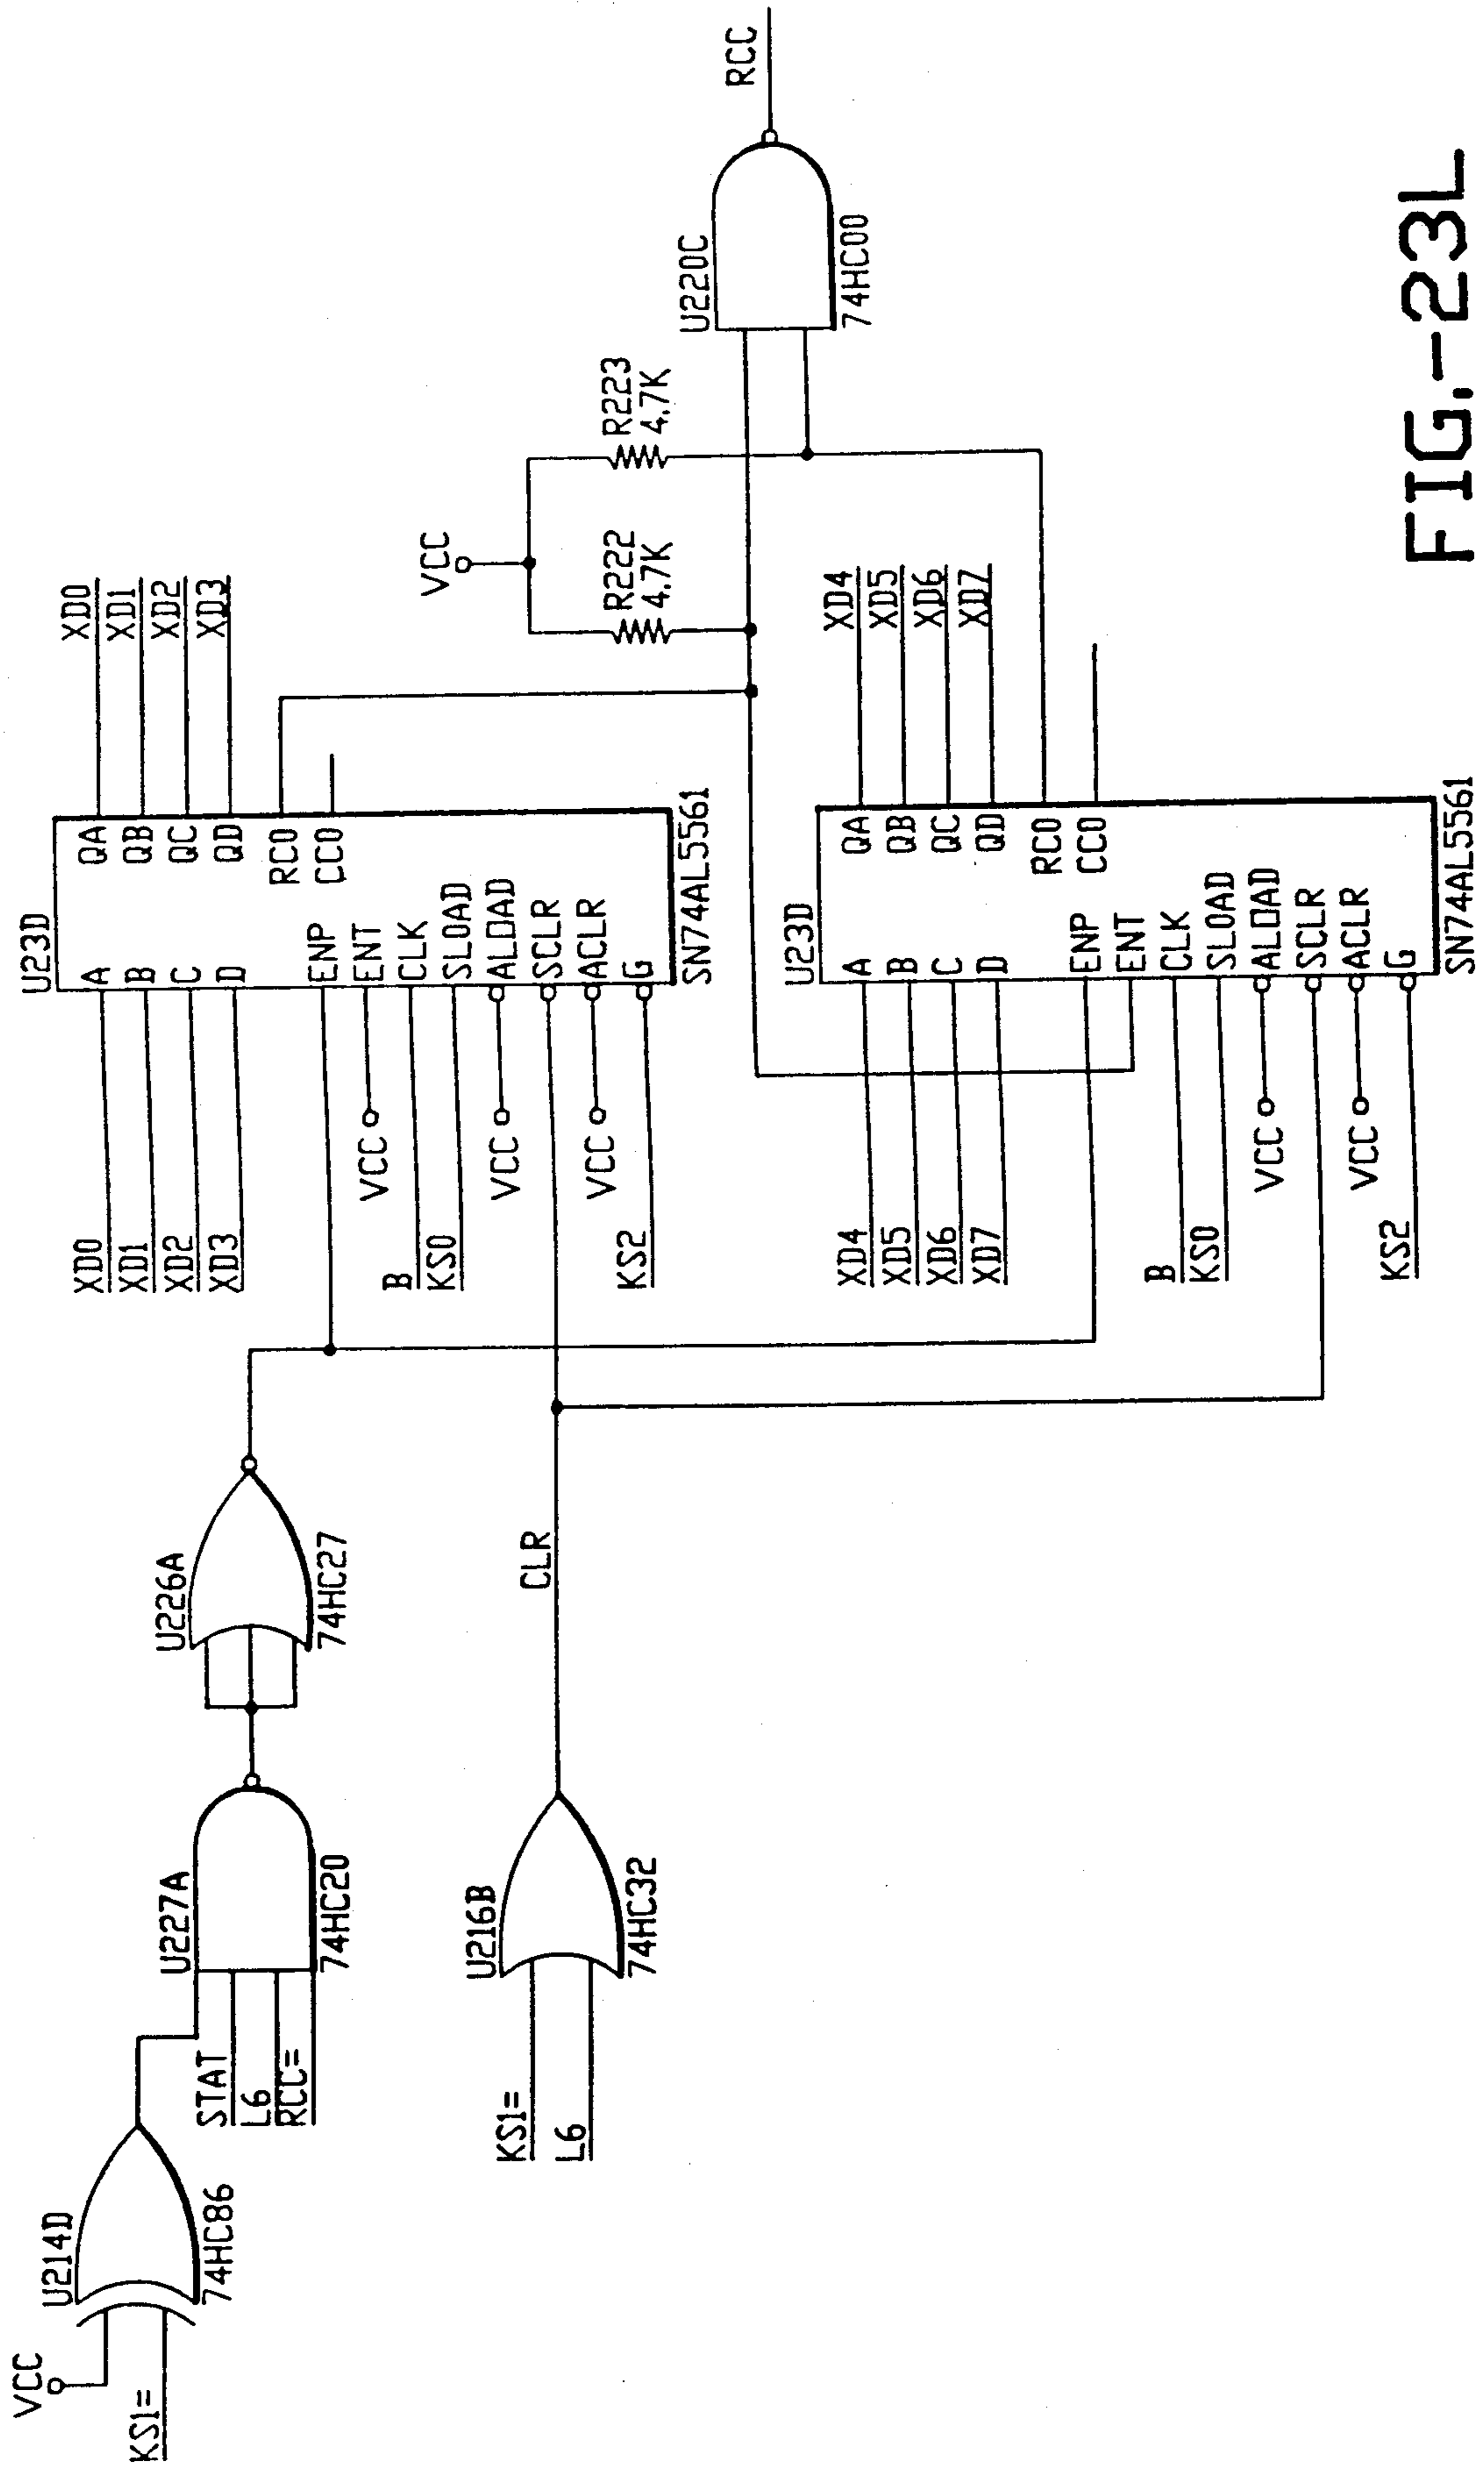 VCC
KS1=
U214D
74HC86
STAT
L6
RCC=
U227A
74HC20
U226A
74HC27
KS1=
L6
U216B
74HC32
CLR
XD0
XD1
XD2
XD3
VCC
B
KS0
VCC
VCC
KS2
U23D
A
B
C
D
ENP
ENT
CLK
SLOAD
ALOAD
SCLR
ACLR
G
QA
QB
QC
QD
RCO
CCO
SN74AL5561
XD0
XD1
XD2
XD3
VCC
R222
4.7K
R223
4.7K
U220C
74HC00
RCC
XD4
XD5
XD6
XD7
B
KS0
VCC
VCC
KS2
U23D
A
B
C
D
ENP
ENT
CLK
SLOAD
ALOAD
SCLR
ACLR
G
QA
QB
QC
QD
RCO
CCO
SN74AL5561
XD4
XD5
XD6
XD7
FIG.-23L